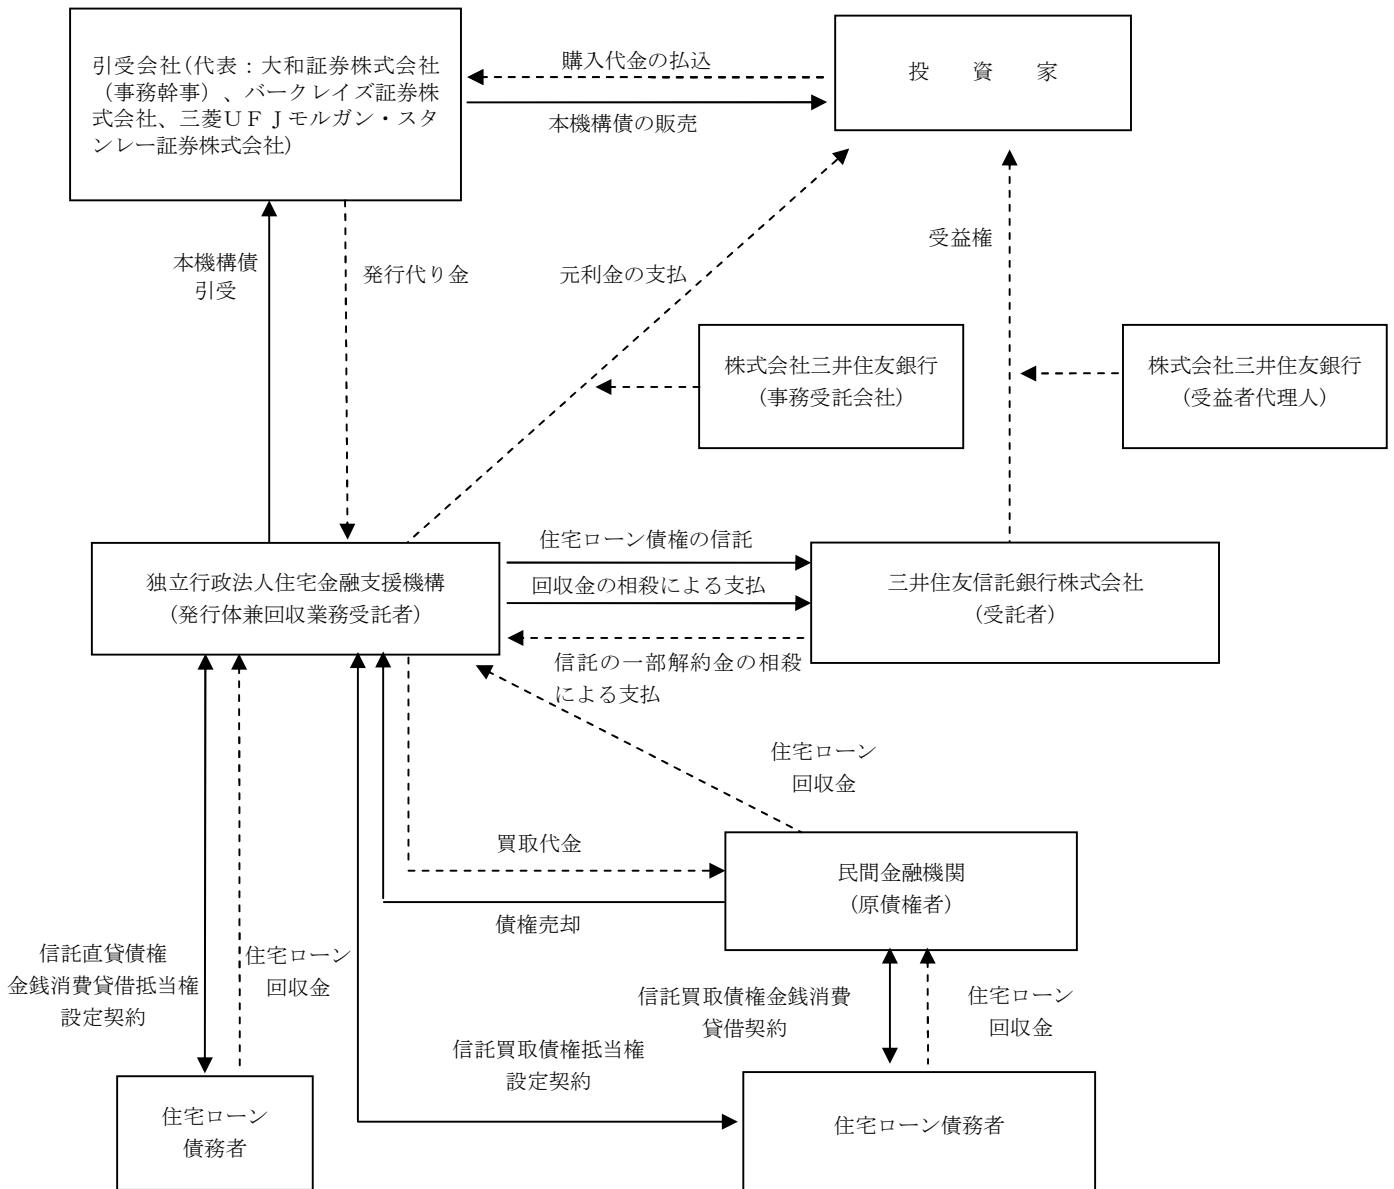 引受会社（代表：大和証券株式会社
（事務幹事）、バークレイズ証券株
式会社、三菱ＵＦＪモルガン・スタ
ンレー証券株式会社）
購入代金の払込
本機構債の販売
投　資　家
本機構債
引受
発行代り金
元利金の支払
受益権
株式会社三井住友銀行
（事務受託会社）
株式会社三井住友銀行
（受益者代理人）
独立行政法人住宅金融支援機構
（発行体兼回収業務受託者）
住宅ローン債権の信託
回収金の相殺による支払
信託の一部解約金の相殺
による支払
三井住友信託銀行株式会社
（受託者）
住宅ローン
回収金
買取代金
債権売却
民間金融機関
（原債権者）
信託直貸債権
金銭消費貸借抵当権
設定契約
住宅ローン
回収金
信託買取債権金銭消費
貸借契約
住宅ローン
回収金
信託買取債権抵当権
設定契約
住宅ローン
債務者
住宅ローン債務者